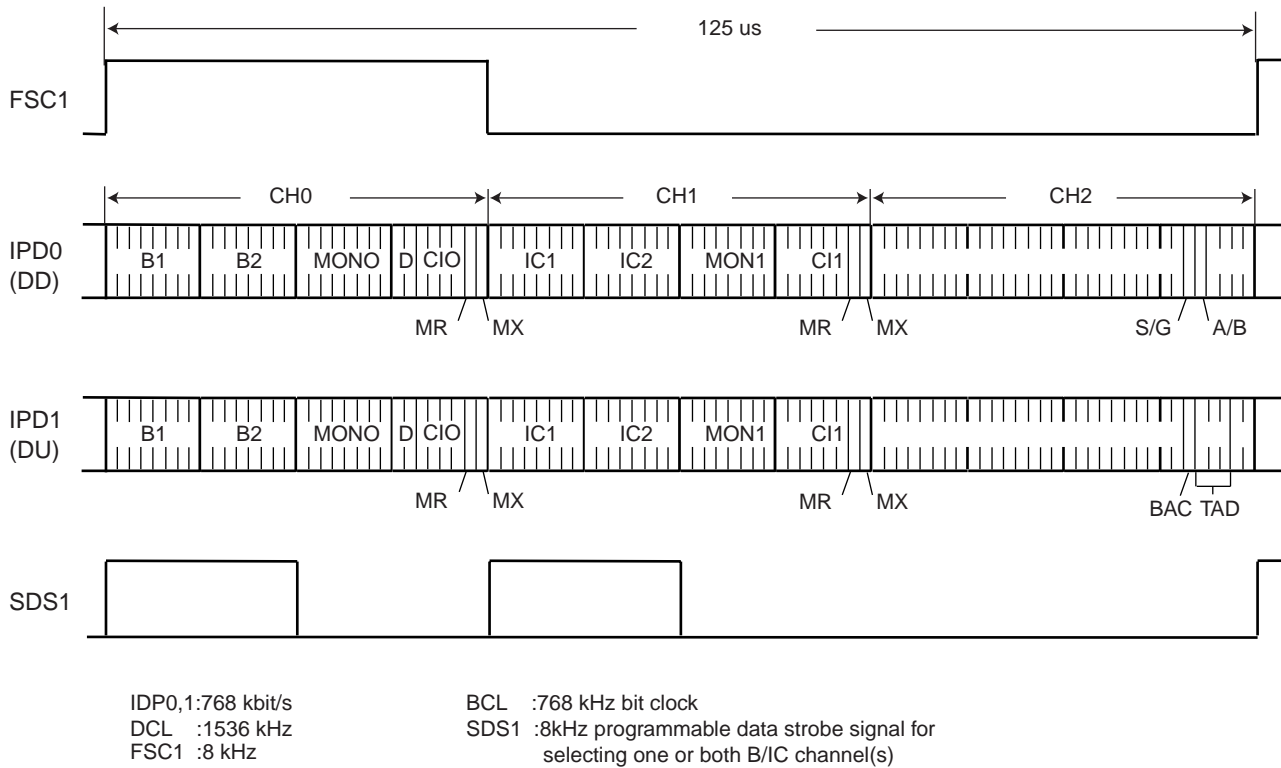 125 us
FSC1
CH0 CH1 CH2
IPD0
(DD)
B1 B2 MONO D CIO IC1 IC2 MON1 CI1
MR MX MR MX S/G A/B
IPD1
(DU)
B1 B2 MONO D CIO IC1 IC2 MON1 CI1
MR MX MR MX BAC TAD
SDS1
IDP0,1:768 kbit/s
DCL :1536 kHz
FSC1 :8 kHz
BCL :768 kHz bit clock
SDS1 :8kHz programmable data strobe signal for
selecting one or both B/IC channel(s)